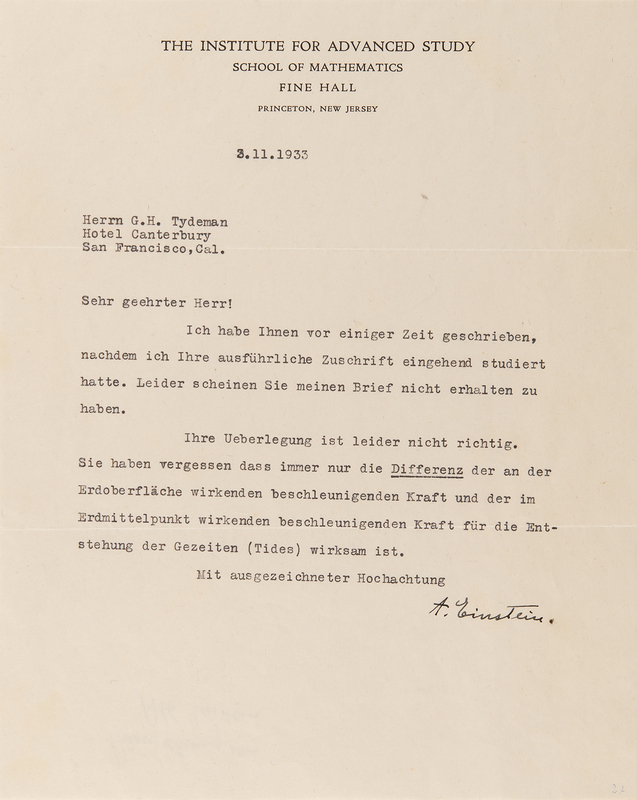 THE INSTITUTE FOR ADVANCED STUDY
SCHOOL OF MATHEMATICS
FINE HALL
PRINCETON, NEW JERSEY
3.11.1933
Herrn G.H. Tydeman
Hotel Canterbury
San Francisco,Cal.
Sehr geehrter Herr!
Ich habe Ihnen vor einiger Zeit geschrieben,
nachdem ich Ihre ausführliche Zuschrift eingehend studiert
hatte. Leider scheinen Sie meinen Brief nicht erhalten zu
haben.
Ihre Ueberlegung ist leider nicht richtig.
Sie haben vergessen dass immer nur die Differenz der an der
Erdoberfläche wirkenden beschleunigenden Kraft und der im
Erdmittelpunkt wirkenden beschleunigenden Kraft für die Ent-
stehung der Gezeiten (Tides) wirksam ist.
Mit ausgezeichneter Hochachtung
A. Einstein.